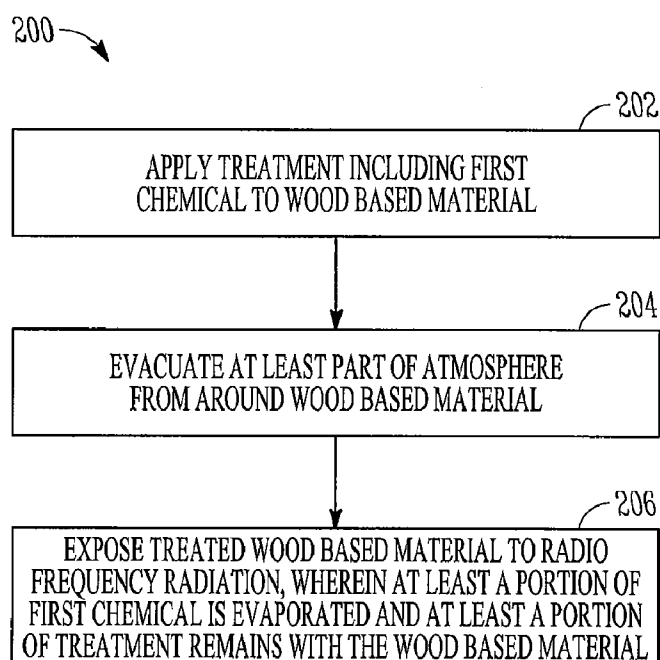 200
202
APPLY TREATMENT INCLUDING FIRST
CHEMICAL TO WOOD BASED MATERIAL
204
EVACUATE AT LEAST PART OF ATMOSPHERE
FROM AROUND WOOD BASED MATERIAL
206
EXPOSE TREATED WOOD BASED MATERIAL TO RADIO
FREQUENCY RADIATION, WHEREIN AT LEAST A PORTION OF
FIRST CHEMICAL IS EVAPORATED AND AT LEAST A PORTION
OF TREATMENT REMAINS WITH THE WOOD BASED MATERIAL